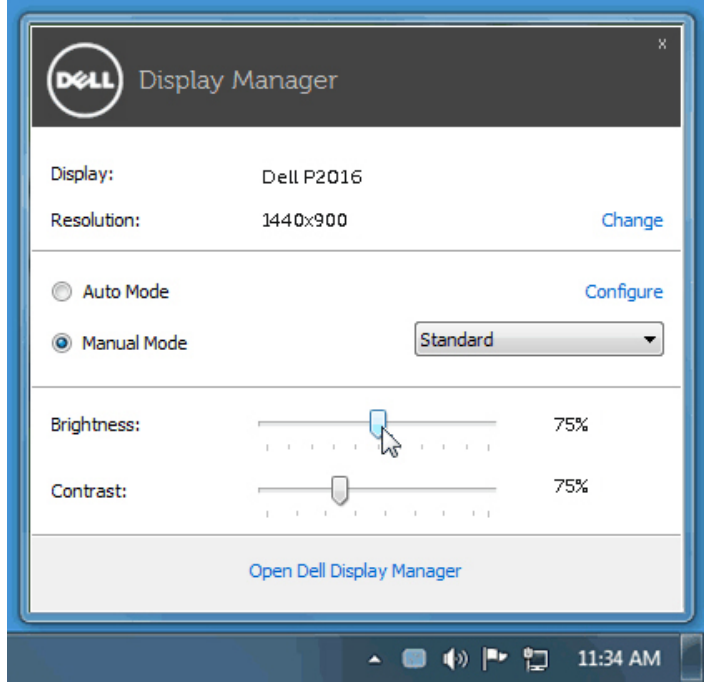 x
DELL Display Manager
Display: Dell P2016
Resolution: 1440x900 Change
Auto Mode Configure
Manual Mode Standard
Brightness: 75%
Contrast: 75%
Open Dell Display Manager
11:34 AM